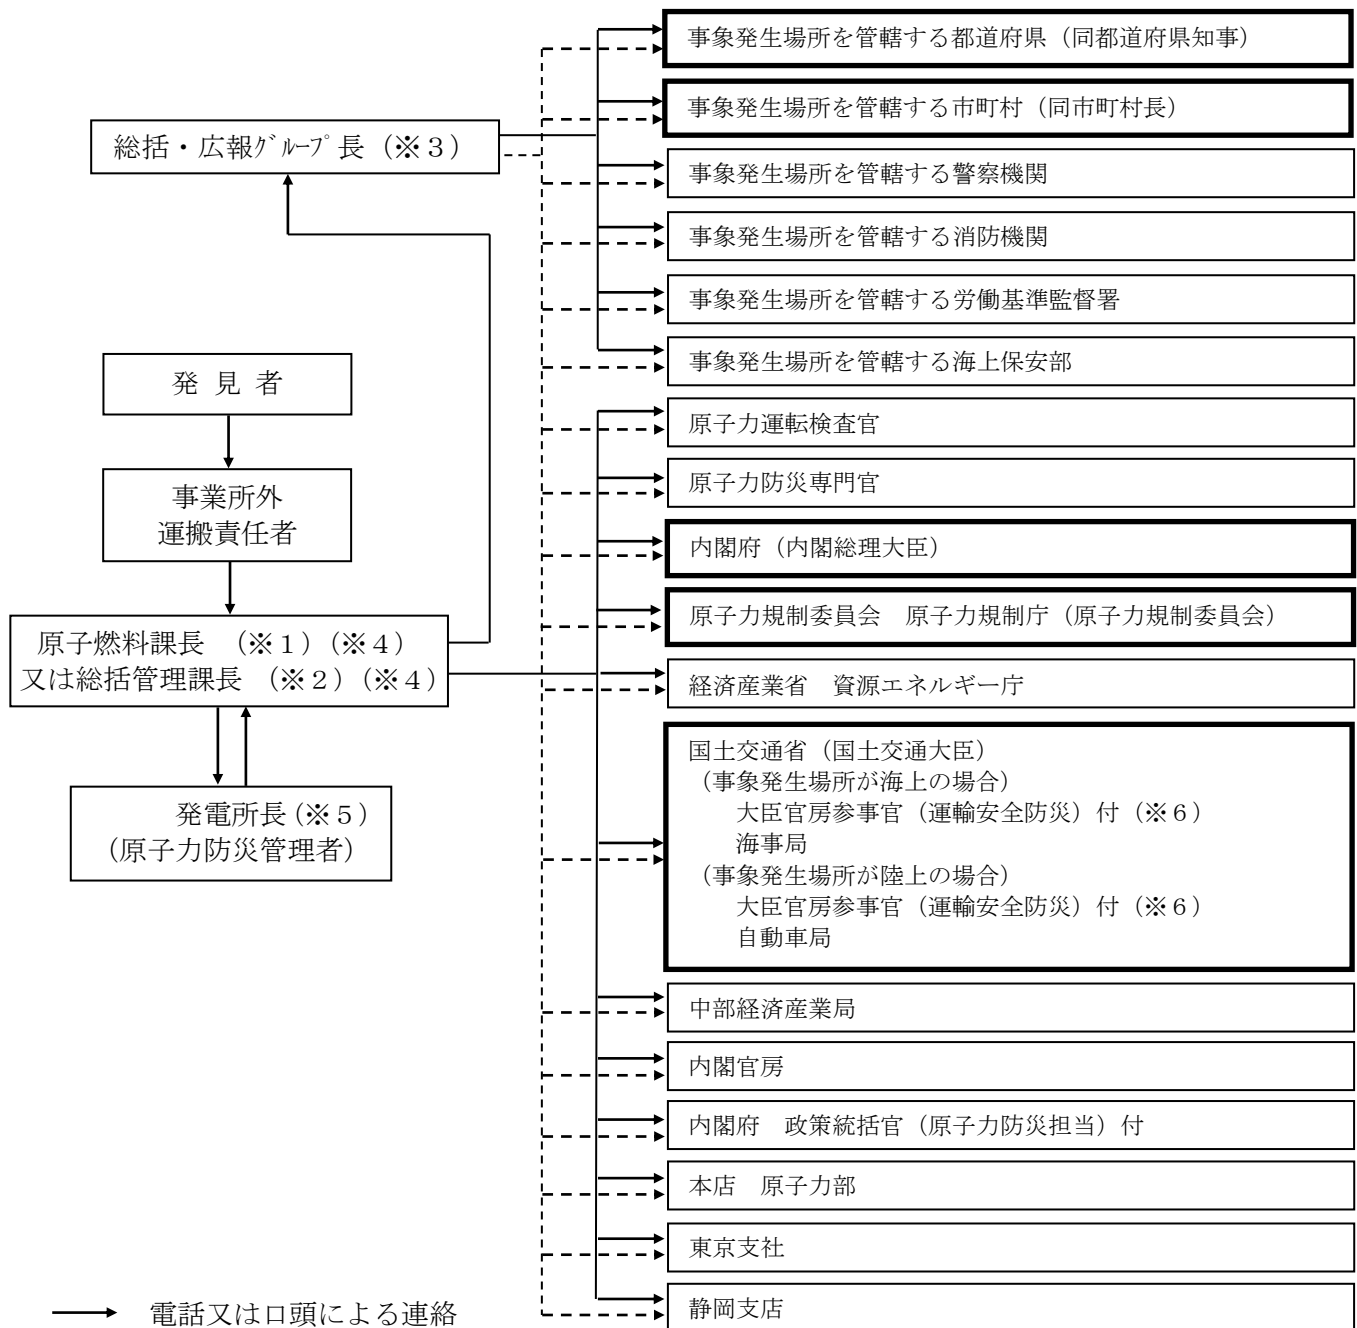 事象発生場所を管轄する都道府県（同都道府県知事）
事象発生場所を管轄する市町村（同市町村長）
総括・広報ｸﾞﾙｰﾌﾟ長（※３）
事象発生場所を管轄する警察機関
事象発生場所を管轄する消防機関
事象発生場所を管轄する労働基準監督署
事象発生場所を管轄する海上保安部
発 見 者
原子力運転検査官
原子力防災専門官
事業所外
運搬責任者
内閣府（内閣総理大臣）
原子力規制委員会　原子力規制庁（原子力規制委員会）
原子燃料課長　（※１）（※４）
又は総括管理課長　（※２）（※４）
経済産業省　資源エネルギー庁
国土交通省（国土交通大臣）
（事象発生場所が海上の場合）
大臣官房参事官（運輸安全防災）付（※６）
海事局
（事象発生場所が陸上の場合）
大臣官房参事官（運輸安全防災）付（※６）
自動車局
発電所長（※５）
（原子力防災管理者）
中部経済産業局
内閣官房
内閣府　政策統括官（原子力防災担当）付
本店　原子力部
東京支社
静岡支店
電話又は口頭による連絡